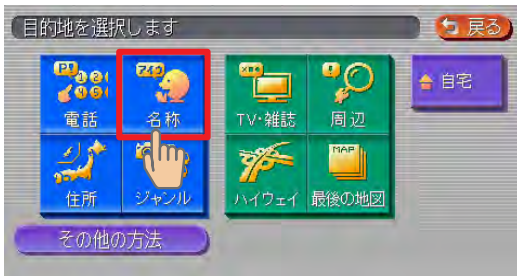 目的地を選択します
戻る
電話
名称
TV・雑誌
周辺
自宅
住所
ジャンル
ハイウェイ
MAP
最後の地図
その他の方法